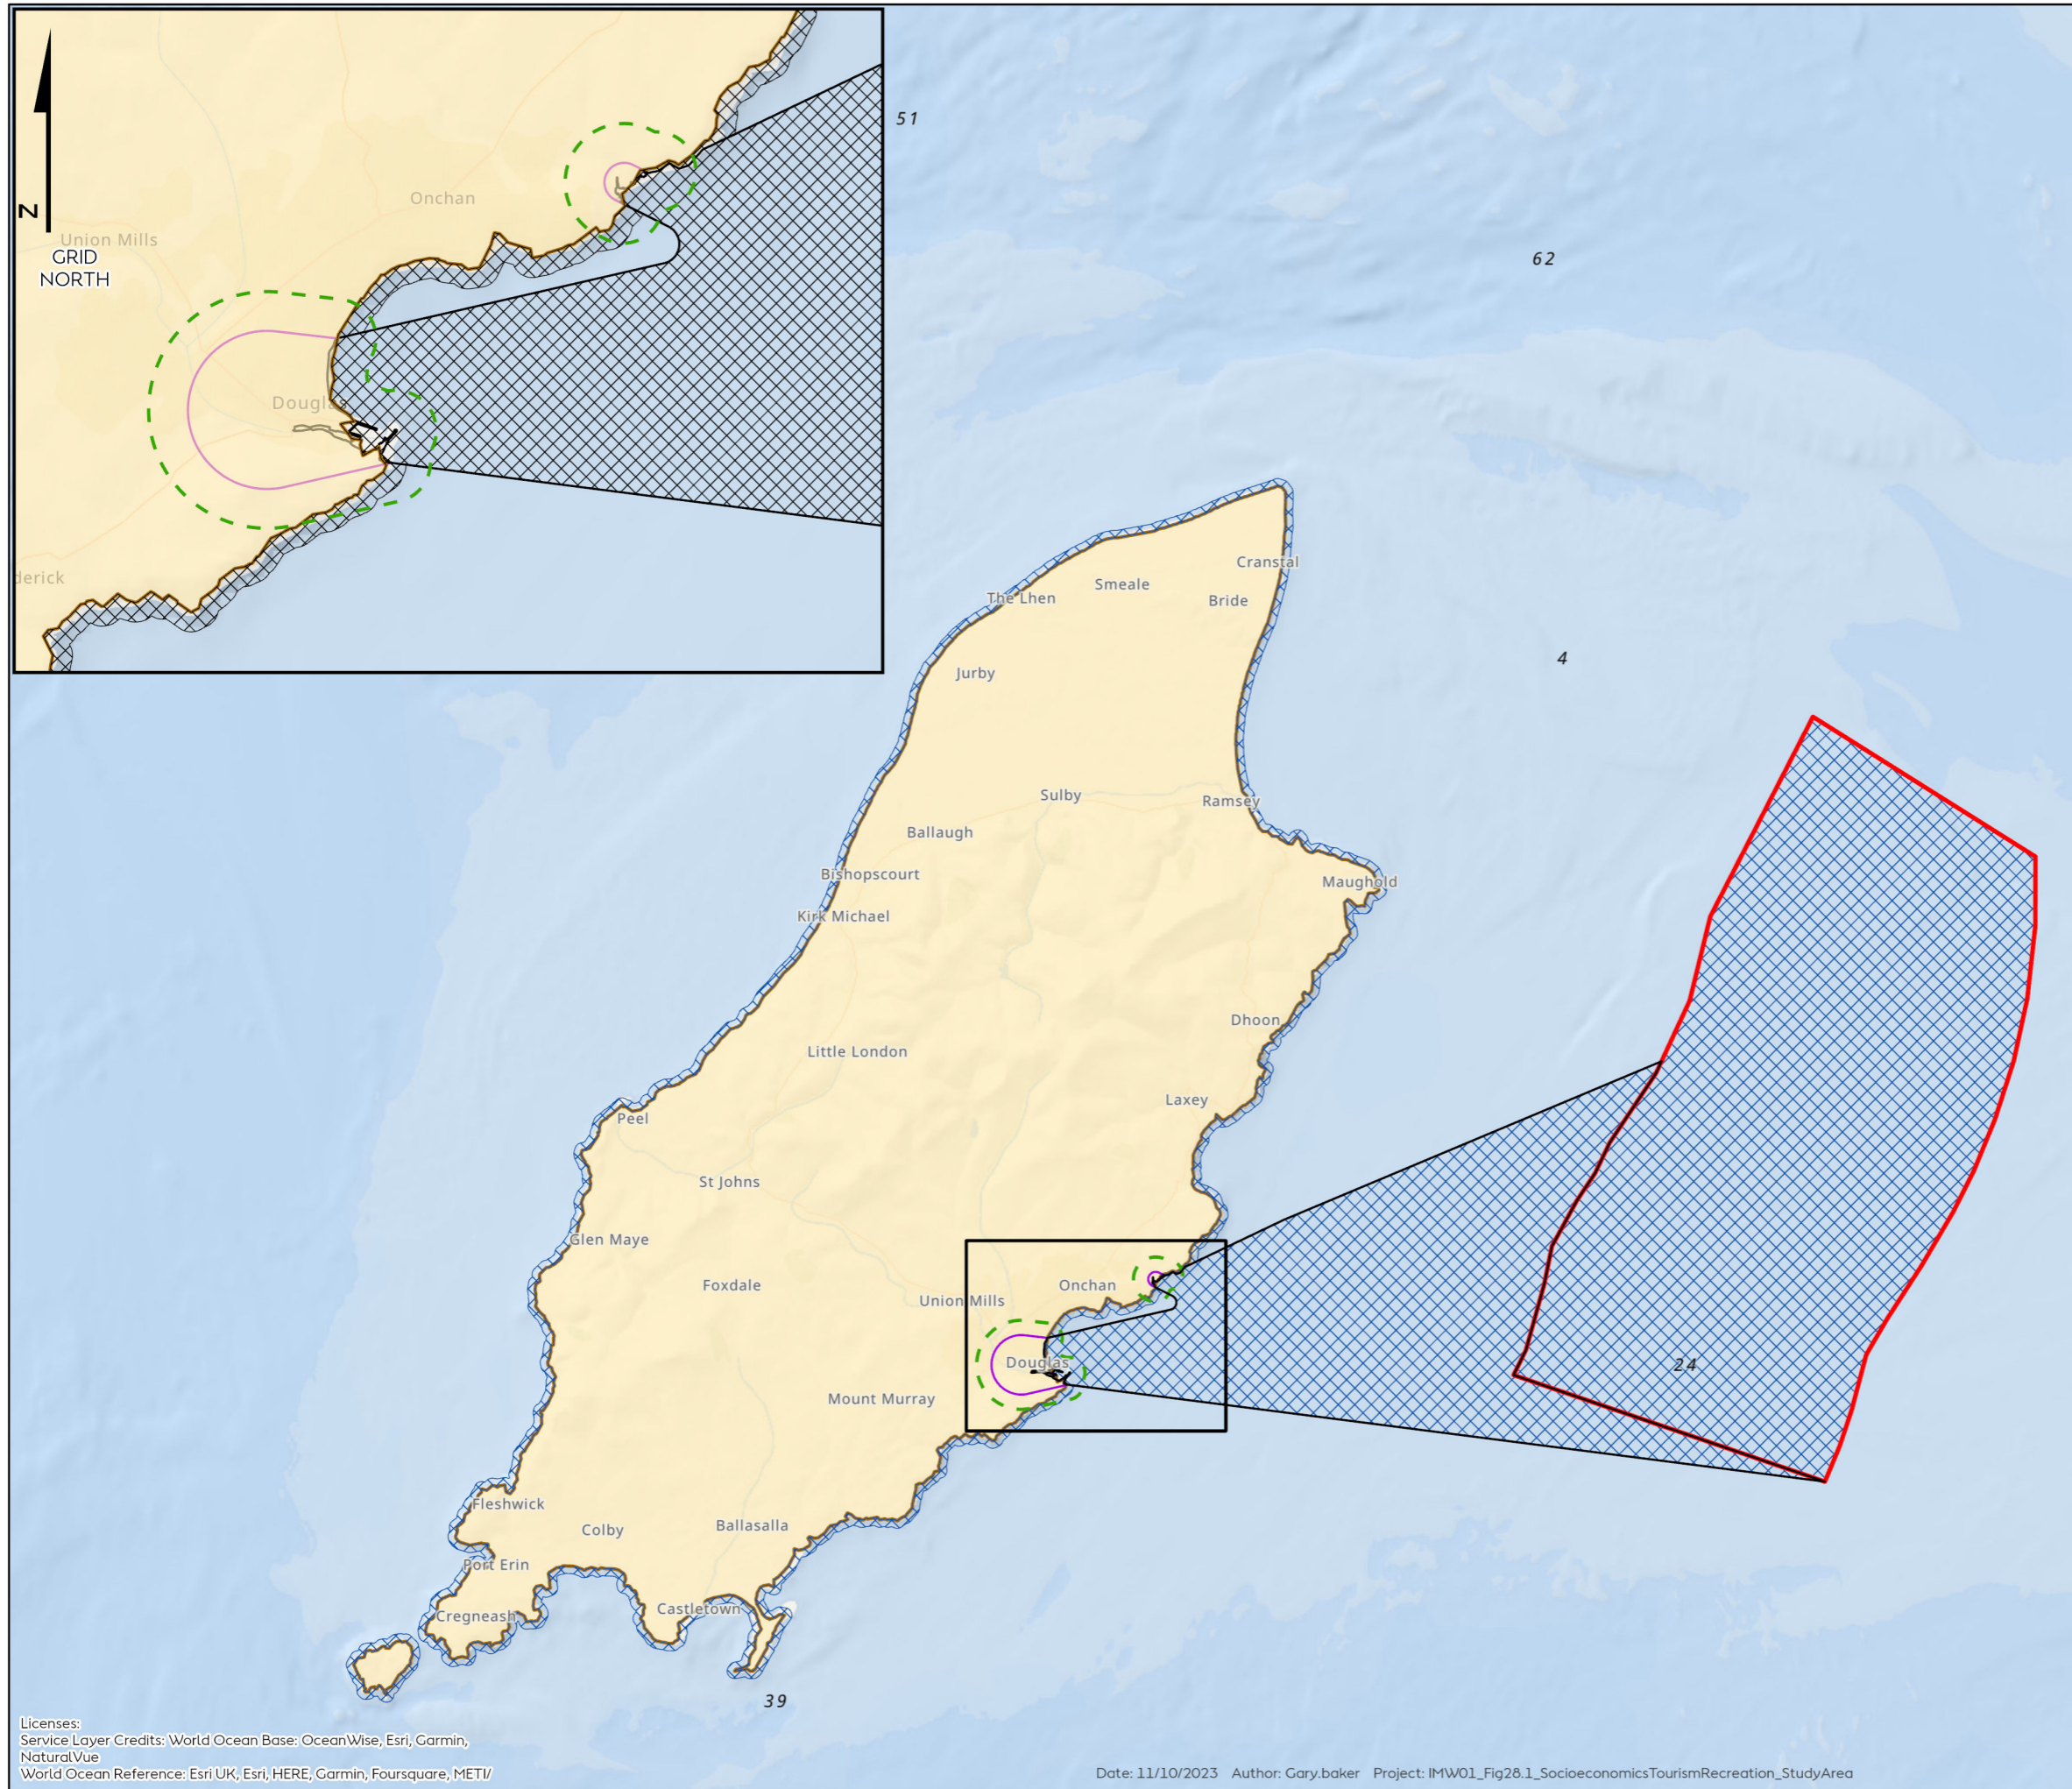 51
Onchan
Union Mills
N
GRID
NORTH
Douglas
derick
62
Cranstal
Smeale
The Lhen
Bride
4
Jurby
Sulby
Ramsey
Ballaugh
Bishopscourt
Maughold
Kirk Michael
Dhoon
Little London
Laxey
Peel
St Johns
Glen Maye
Foxdale
Onchan
Union Mills
Douglas
24
Mount Murray
Fleshwick
Colby
Ballasalla
Port Erin
Castletown
Cregneash
39
Licenses:
Service Layer Credits: World Ocean Base: OceanWise, Esri, Garmin,
NaturalVue
World Ocean Reference: Esri UK, Esri, HERE, Garmin, Foursquare, METI/
Date: 11/10/2023 Author: Gary.baker Project: IMW01_Fig28.1_SocioeconomicsTourismRecreation_StudyArea